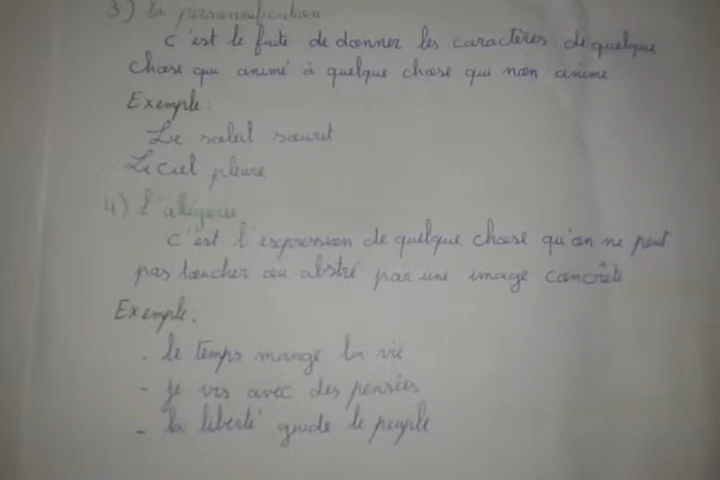 3) la personnification
c'est le faite de donner les caractères de quelque
chose qui animé à quelque chose qui non animé
Exemple:
Le soleil sourit
Le ciel pleure
4) l'allégorie
c'est l'expression de quelque chose qu'on ne peut
pas toucher ou abstré par une image concrête
Exemple:
. le temps mange la vie
- je vis avec des pensées
- la liberté guide le peuple